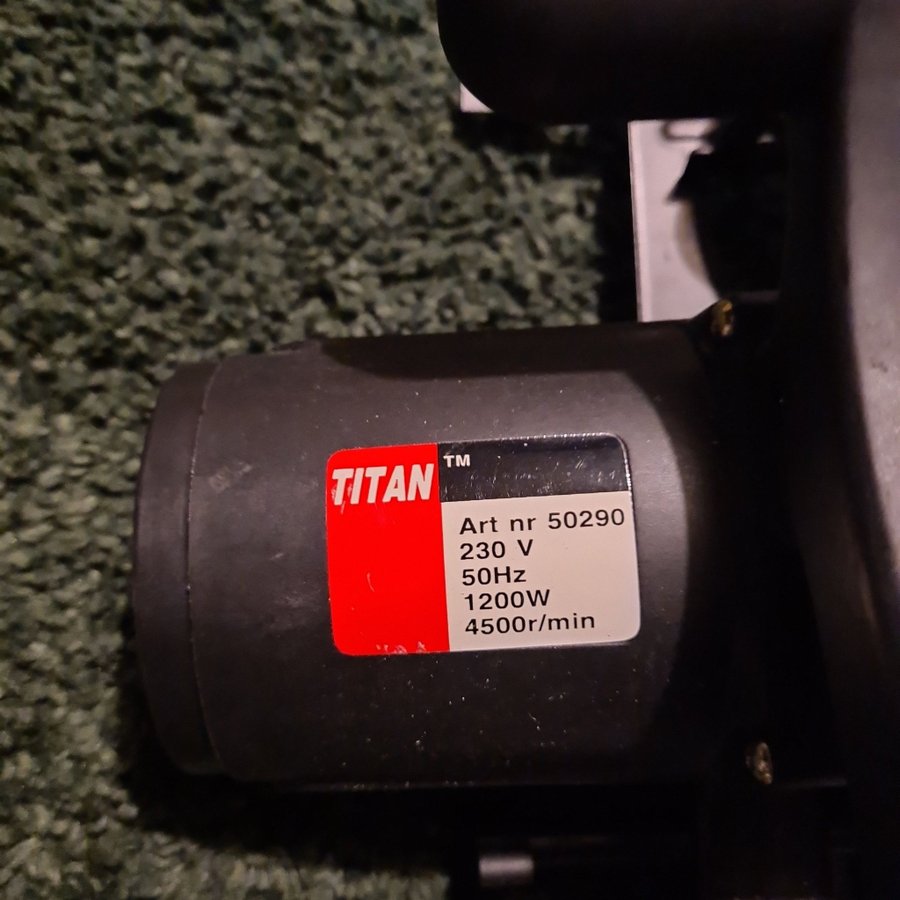 TITAN TM
Art nr 50290
230 V
50Hz
1200W
4500r/min